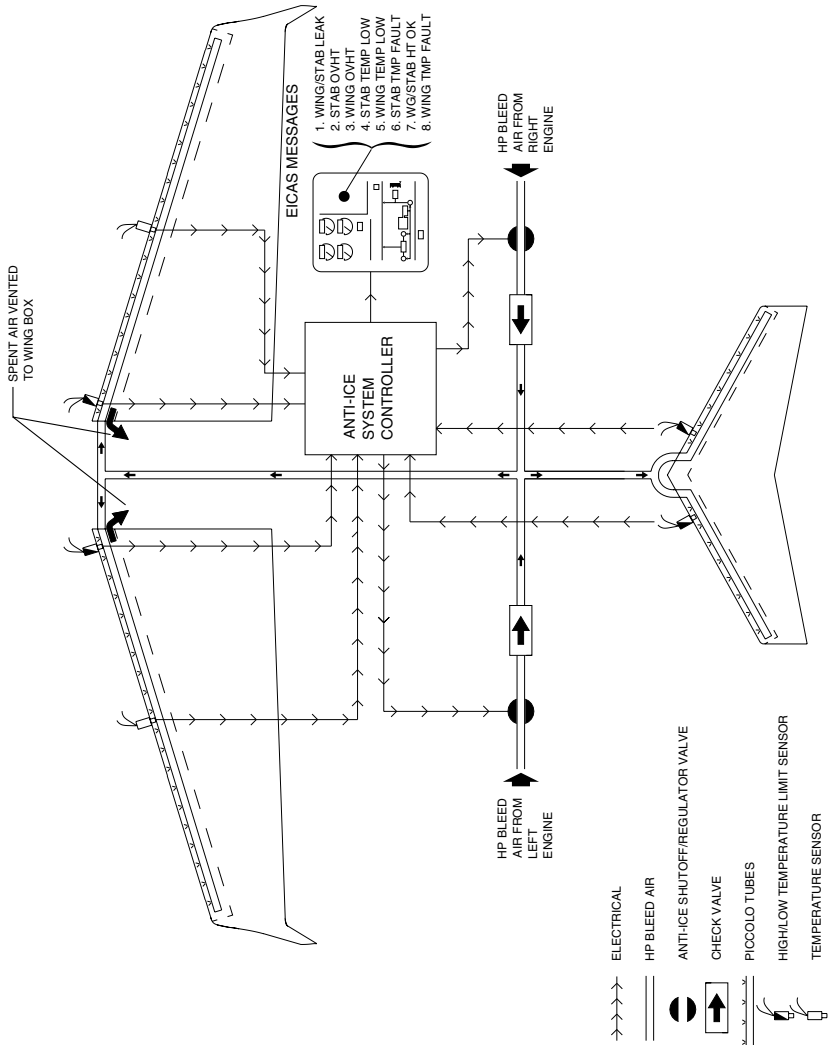 SPENT AIR VENTED
TO WING BOX
EICAS MESSAGES
1. WING/STAB LEAK
2. STAB OVHT
3. WING OVHT
4. STAB TEMP LOW
5. WING TEMP LOW
6. STAB TMP FAULT
7. WG/STAB HT OK
8. WING TMP FAULT
ANTI-ICE
SYSTEM
CONTROLLER
HP BLEED
AIR FROM
LEFT
ENGINE
HP BLEED
AIR FROM
RIGHT
ENGINE
ELECTRICAL
HP BLEED AIR
ANTI-ICE SHUTOFF/REGULATOR VALVE
CHECK VALVE
PICCOLO TUBES
HIGH/LOW TEMPERATURE LIMIT SENSOR
TEMPERATURE SENSOR